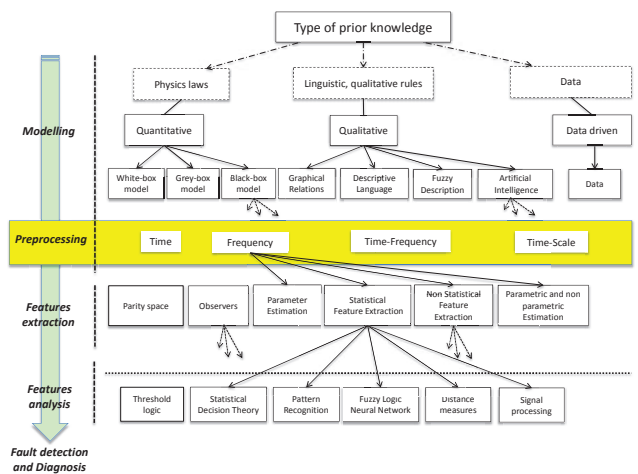 Type of prior knowledge
Physics laws
Linguistic, qualitative rules
Data
Modelling
Quantitative
Qualitative
Data driven
White-box
model
Grey-box
model
Black-box
model
Graphical
Relations
Descriptive
Language
Fuzzy
Description
Artificial
Intelligence
Data
Preprocessing
Time
Frequency
Time-Frequency
Time-Scale
Features
extraction
Parity space
Observers
Parameter
Estimation
Statistical
Feature Extraction
Non Statistical
Feature
Extraction
Parametric and non
parametric
Estimation
Features
analysis
Threshold
logic
Statistical
Decision Theory
Pattern
Recognition
Fuzzy Logic
Neural Network
Distance
measures
Signal
processing
Fault detection
and Diagnosis